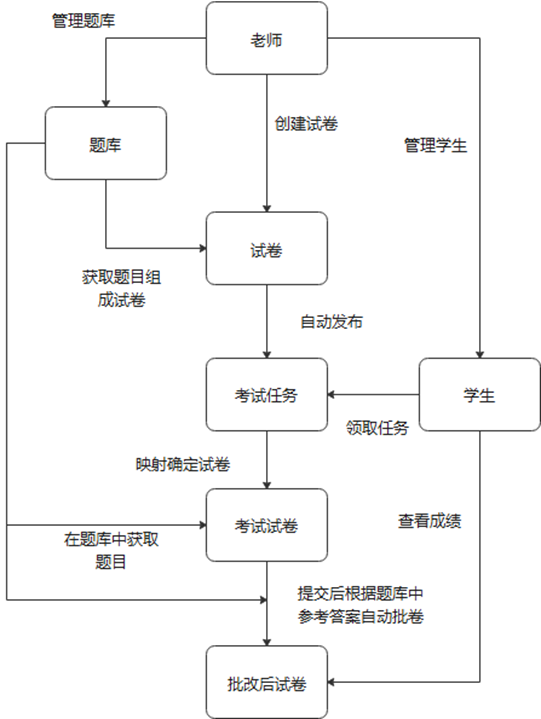 管理题库
老师
创建试卷
管理学生
题库
试卷
获取题目组
成试卷
自动发布
考试任务
学生
领取任务
映射确定试卷
考试试卷
查看成绩
在题库中获取
题目
提交后根据题库中
参考答案自动批卷
批改后试卷